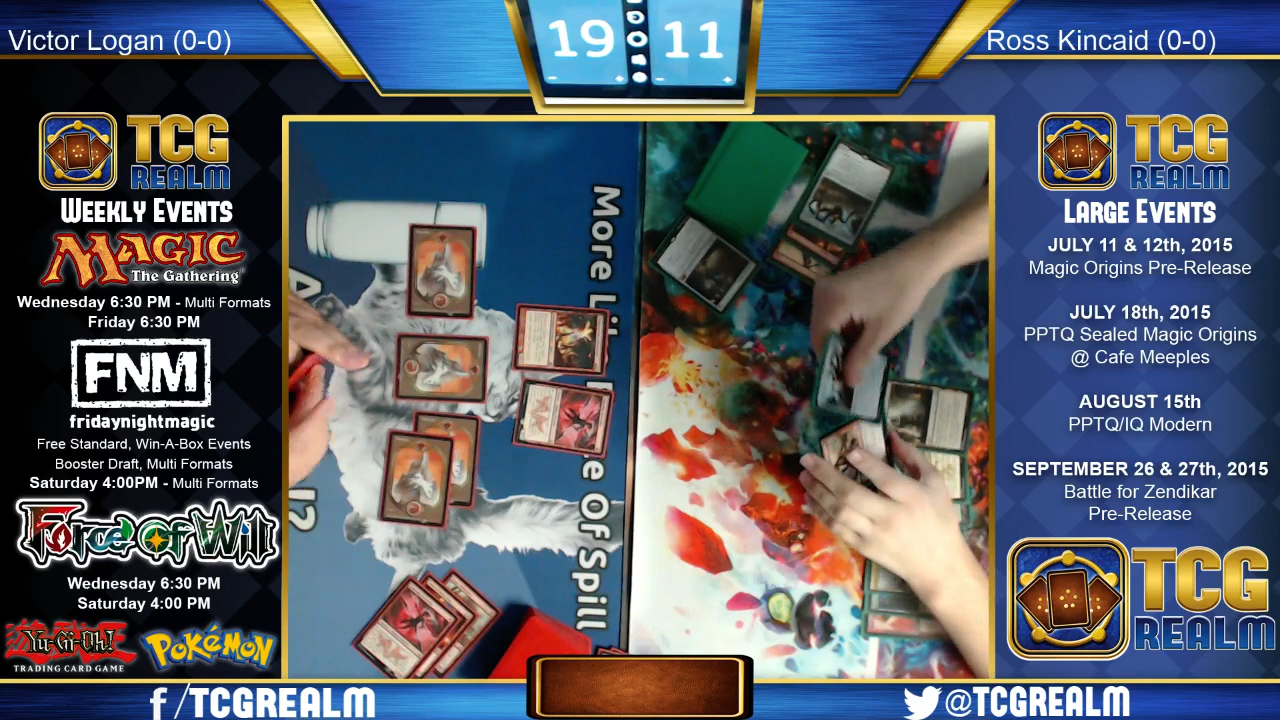 Victor Logan (0-0)
19 11
Ross Kincaid (0-0)
TCG
REALM
WEEKLY EVENTS
MAGIC
The Gathering
Wednesday 6:30 PM - Multi Formats
Friday 6:30 PM
FNM
fridaynightmagic
Free Standard, Win-A-Box Events
Booster Draft, Multi Formats
Saturday 4:00PM - Multi Formats
Force of Will
Wednesday 6:30 PM
Saturday 4:00 PM
Yu-Gi-Oh!
TRADING CARD GAME
POKéMON
More
Of Spill
TCG
REALM
LARGE EVENTS
JULY 11 & 12th, 2015
Magic Origins Pre-Release
JULY 18th, 2015
PPTQ Sealed Magic Origins
@ Cafe Meeples
AUGUST 15th
PPTQ/IQ Modern
SEPTEMBER 26 & 27th, 2015
Battle for Zendikar
Pre-Release
TCG
REALM
f/TCGREALM
@TCGREALM